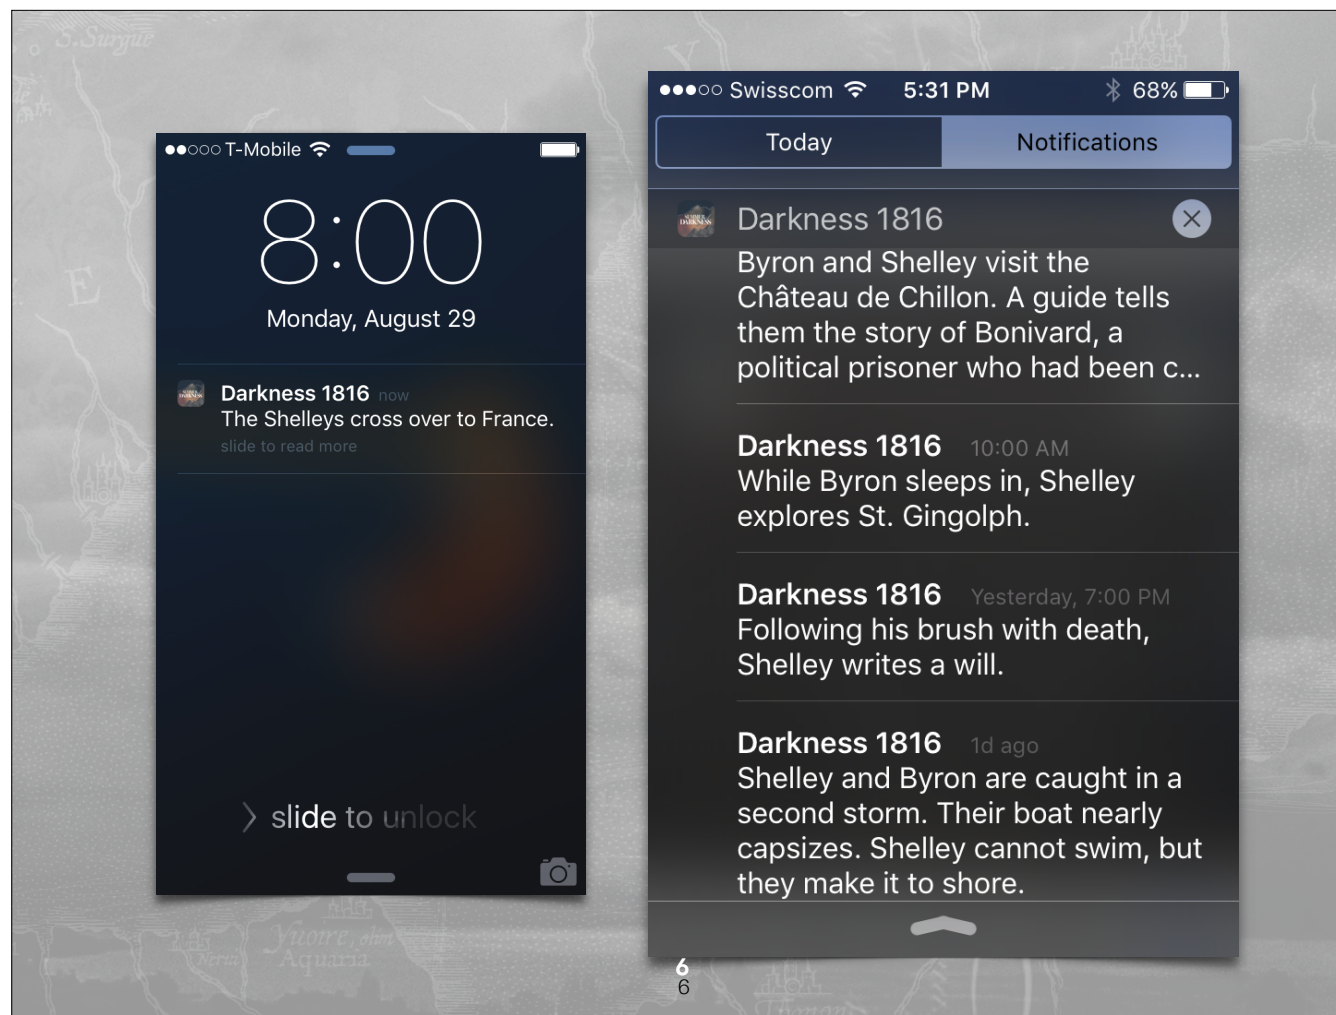 S. Surgue
E
T-Mobile
8:00
Monday, August 29
Darkness 1816 now
The Shelleys cross over to France.
slide to read more
slide to unlock
Swisscom 5:31 PM 68%
Today Notifications
Darkness 1816
Byron and Shelley visit the
Château de Chillon. A guide tells
them the story of Bonivard, a
political prisoner who had been c...
Darkness 1816 10:00 AM
While Byron sleeps in, Shelley
explores St. Gingolph.
Darkness 1816 Yesterday, 7:00 PM
Following his brush with death,
Shelley writes a will.
Darkness 1816 1d ago
Shelley and Byron are caught in a
second storm. Their boat nearly
capsizes. Shelley cannot swim, but
they make it to shore.
Yuoire, ohm
Aquaria
6
6